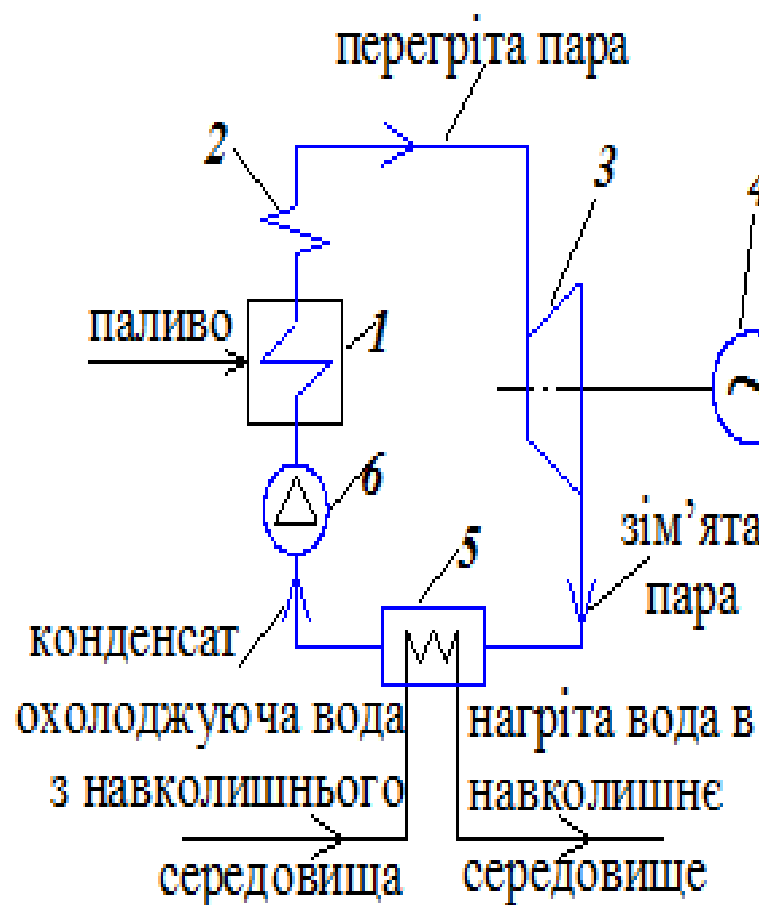 перегріта пара
2
3
4
паливо
1
6
5
зім’ята
пара
конденсат
охолоджуюча вода
з навколишнього
середовища
нагріта вода в
навколишнє
середовище